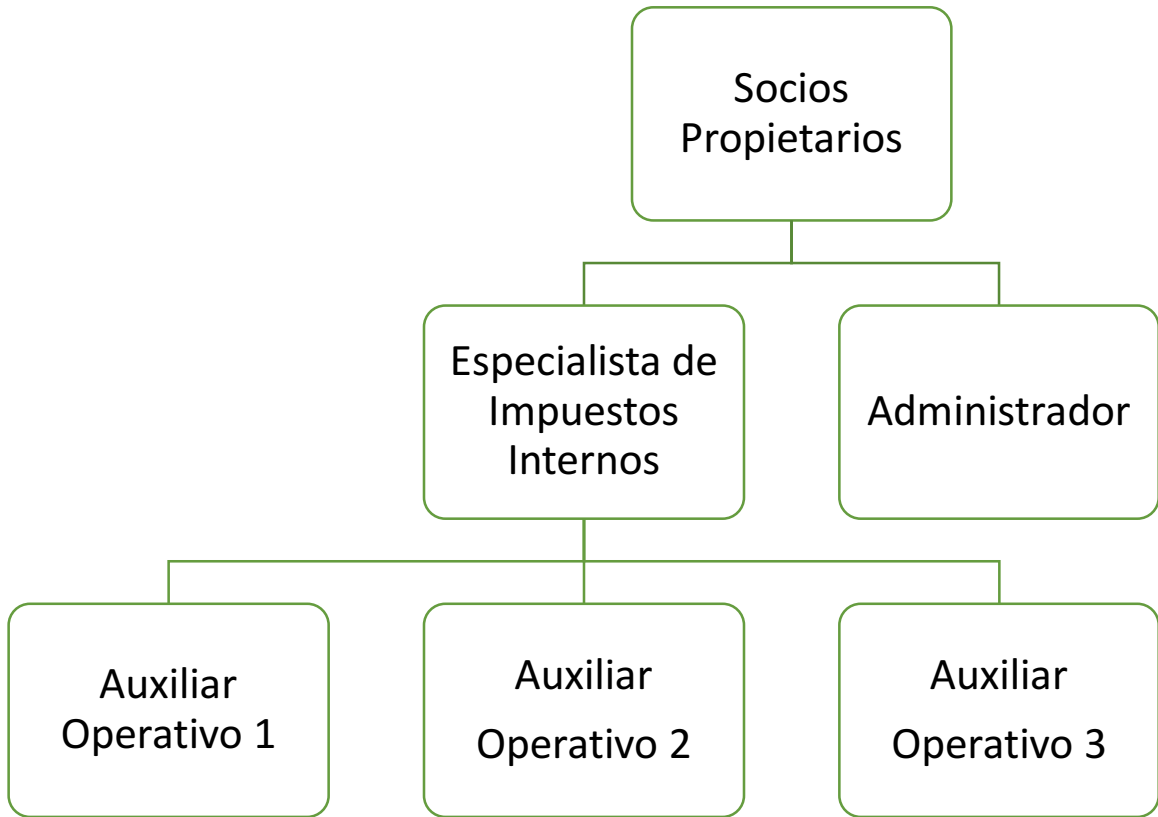 Socios
Propietarios
Especialista de
Impuestos
Internos
Administrador
Auxiliar
Operativo 1
Auxiliar
Operativo 2
Auxiliar
Operativo 3